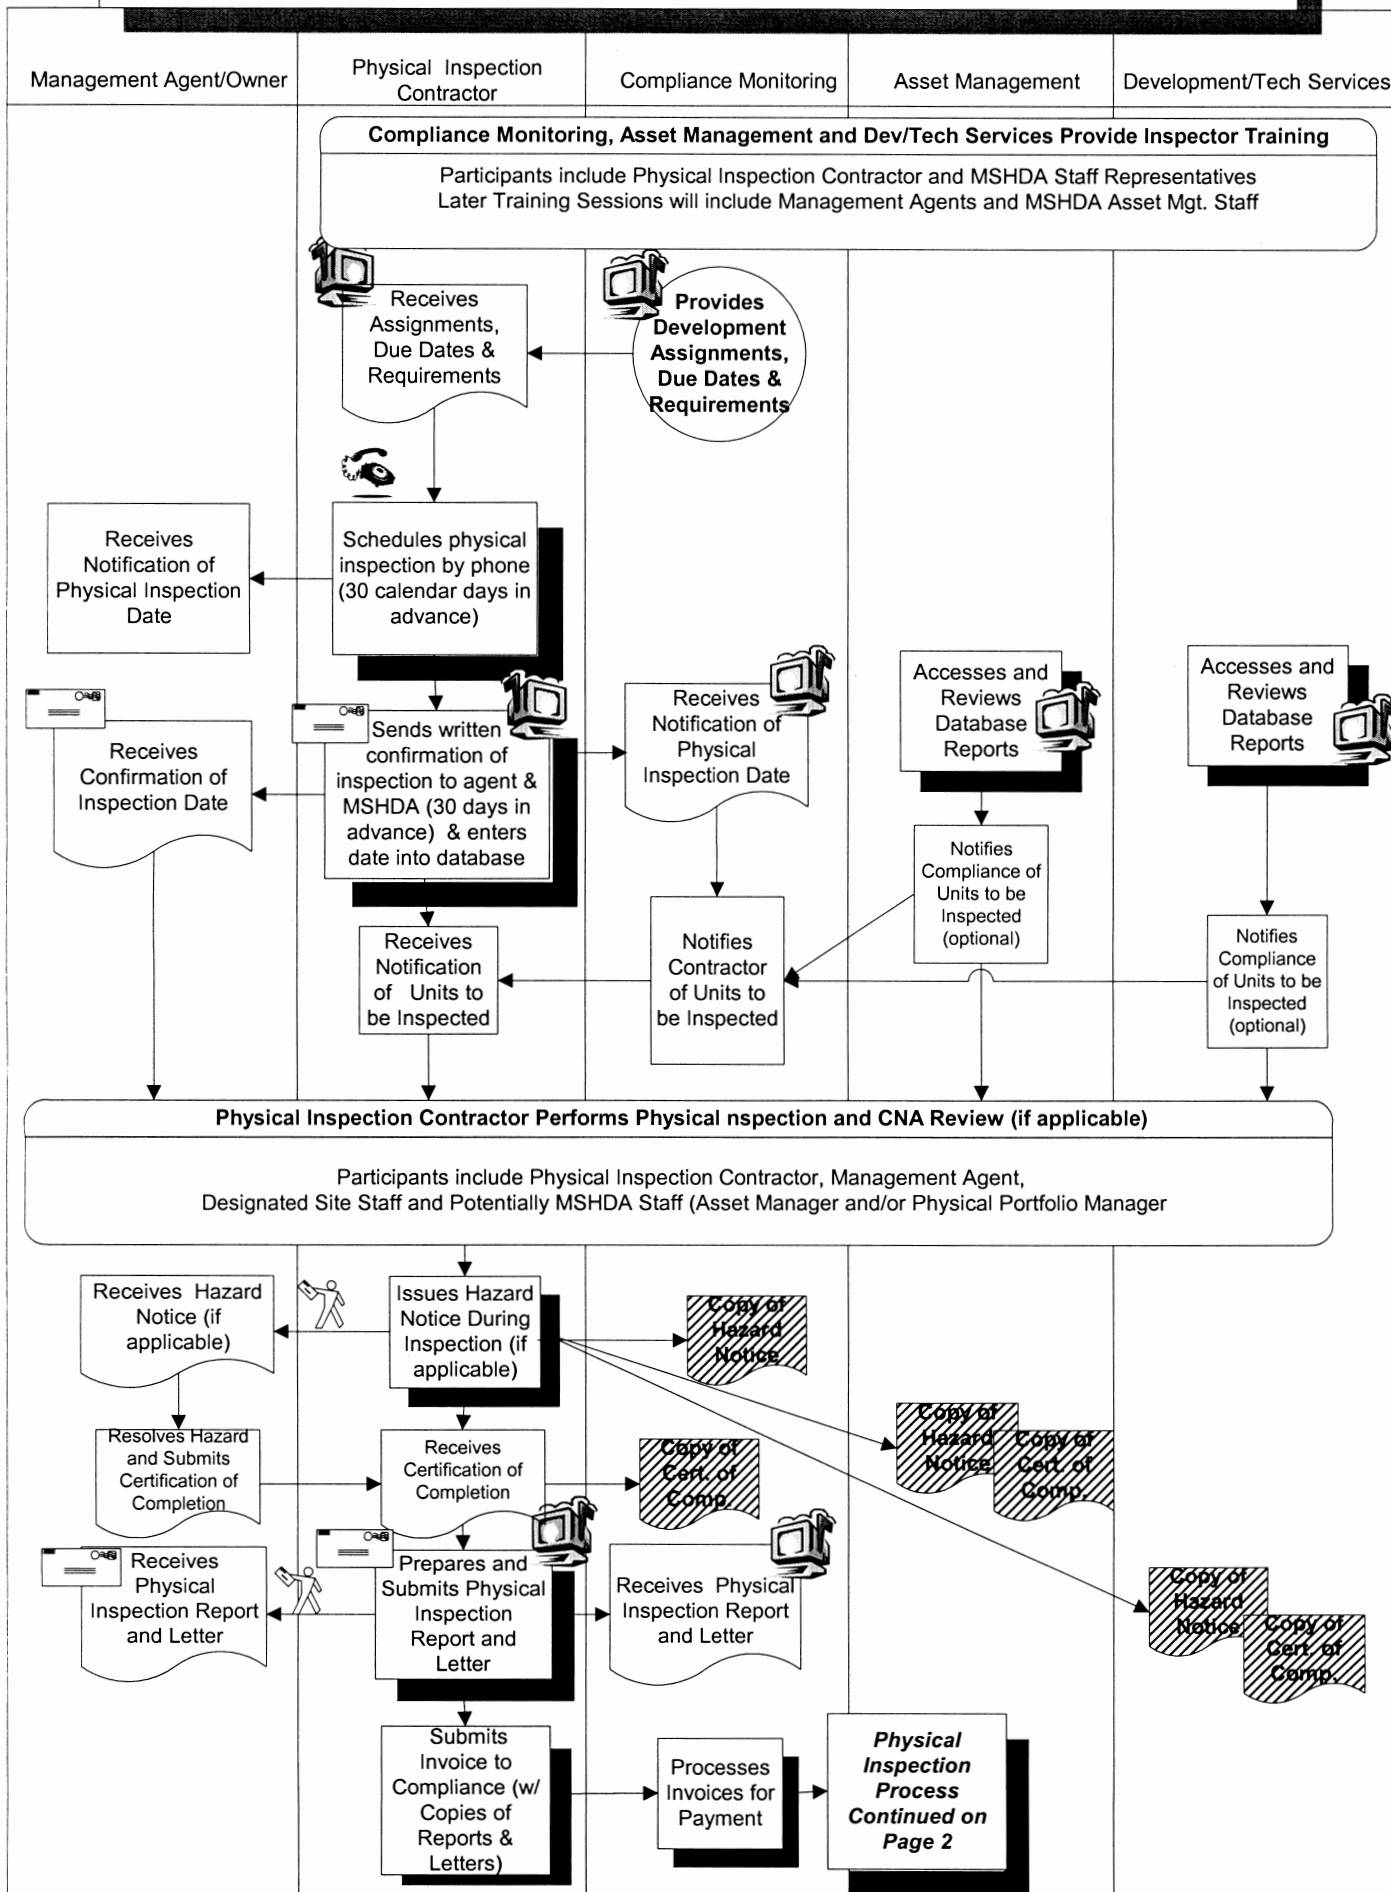 Management Agent/Owner
Physical Inspection
Contractor
Compliance Monitoring
Asset Management
Development/Tech Services
Compliance Monitoring, Asset Management and Dev/Tech Services Provide Inspector Training
Participants include Physical Inspection Contractor and MSHDA Staff Representatives
Later Training Sessions will include Management Agents and MSHDA Asset Mgt. Staff
Receives
Assignments,
Due Dates &
Requirements
Provides
Development
Assignments,
Due Dates &
Requirements
Receives
Notification of
Physical Inspection
Date
Schedules physical
inspection by phone
(30 calendar days in
advance)
Receives
Confirmation of
Inspection Date
Sends written
confirmation of
inspection to agent &
MSHDA (30 days in
advance) & enters
date into database
Receives
Notification of
Physical
Inspection Date
Accesses and
Reviews
Database
Reports
Accesses and
Reviews
Database
Reports
Receives
Notification
of Units to
be Inspected
Notifies
Contractor
of Units to
be Inspected
Notifies
Compliance of
Units to be
Inspected
(optional)
Notifies
Compliance
of Units to be
Inspected
(optional)
Physical Inspection Contractor Performs Physical nspection and CNA Review (if applicable)
Participants include Physical Inspection Contractor, Management Agent,
Designated Site Staff and Potentially MSHDA Staff (Asset Manager and/or Physical Portfolio Manager
Receives Hazard
Notice (if
applicable)
Issues Hazard
Notice During
Inspection (if
applicable)
Copy of
Hazard
Notice
Copy of
Hazard
Notice
Copy of
Cert. of
Comp.
Resolves Hazard
and Submits
Certification of
Completion
Receives
Certification of
Completion
Copy of
Cert. of
Comp.
Receives
Physical
Inspection Report
and Letter
Prepares and
Submits Physical
Inspection
Report and
Letter
Receives Physical
Inspection Report
and Letter
Copy of
Hazard
Notice
Copy of
Cert. of
Comp.
Submits
Invoice to
Compliance (w/
Copies of
Reports &
Letters)
Processes
Invoices for
Payment
Physical
Inspection
Process
Continued on
Page 2